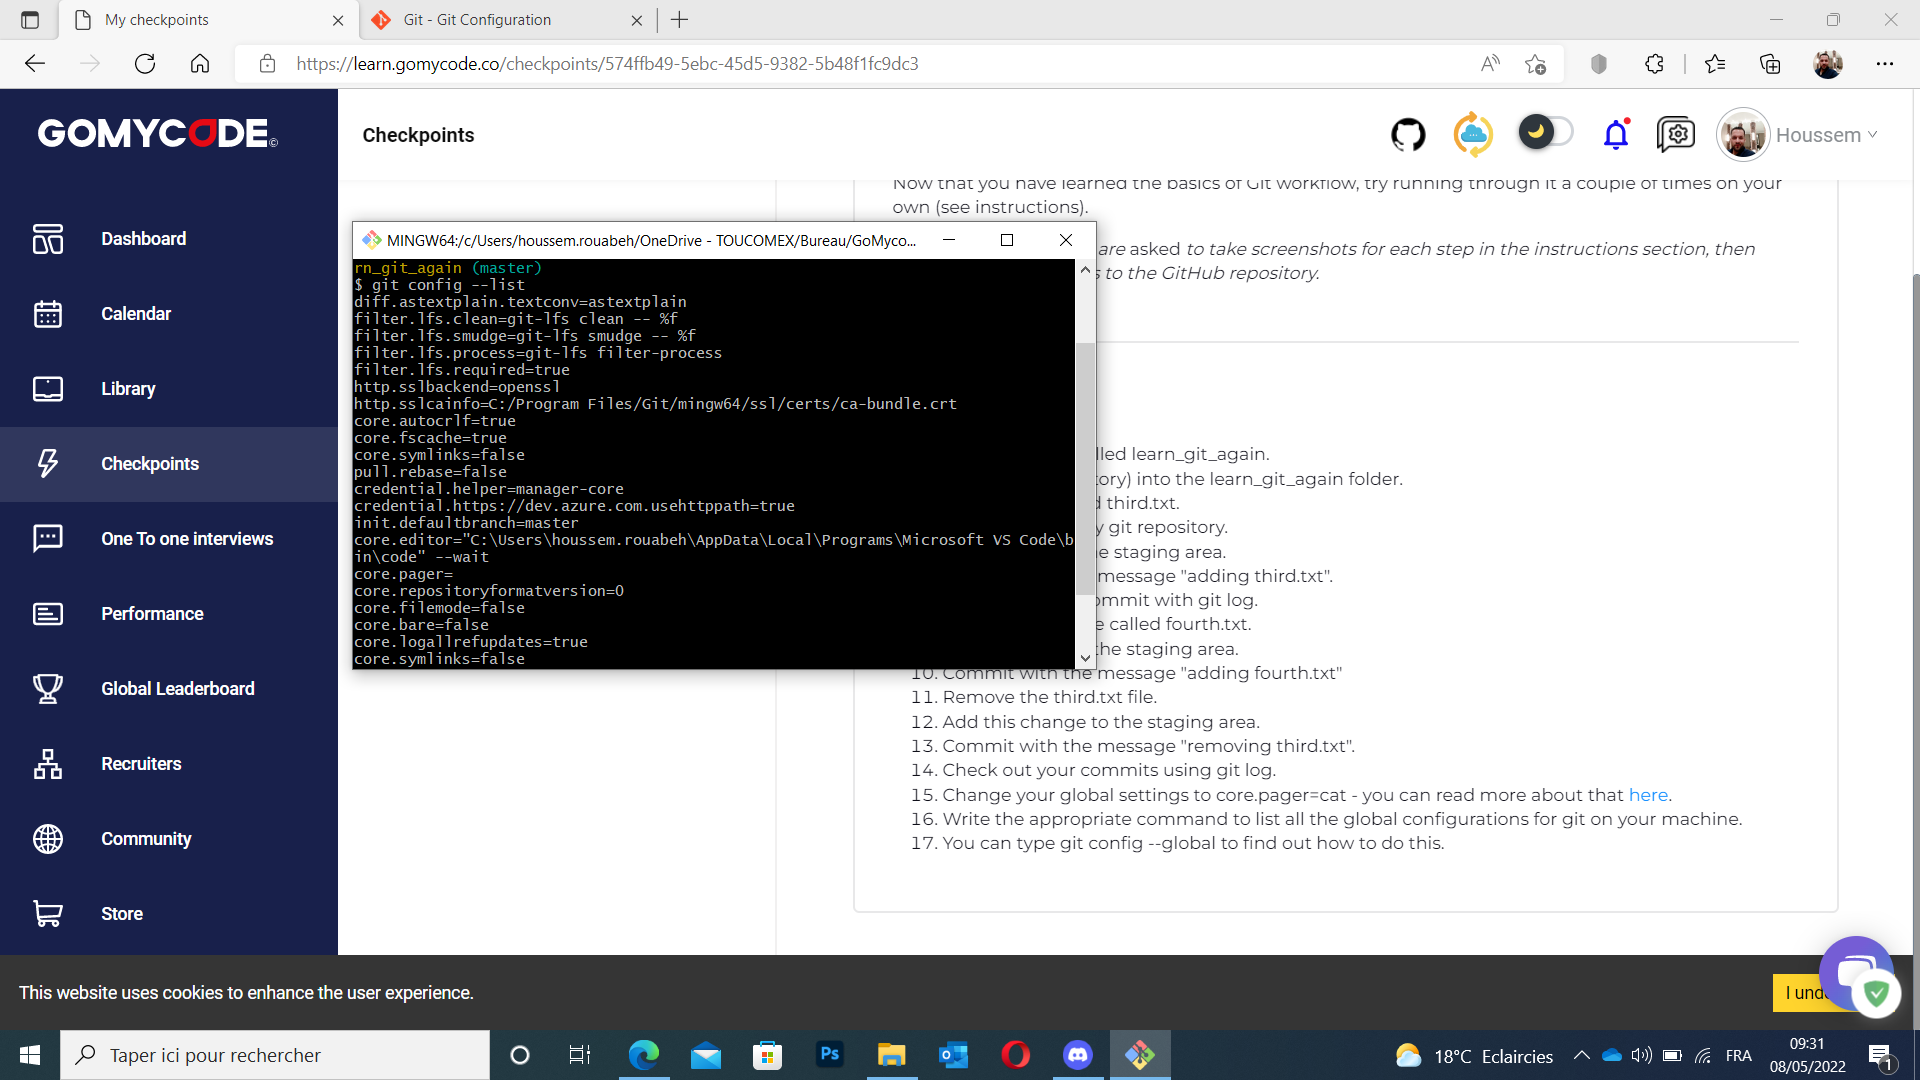 My checkpoints
Git - Git Configuration
https://learn.gomycode.co/checkpoints/574ffb49-5ebc-45d5-9382-5b48f1fc9dc3
GOMYCODE
Dashboard
Calendar
Library
Checkpoints
One To one interviews
Performance
Global Leaderboard
Recruiters
Community
Store
Checkpoints
Houssem
Now that you have learned the basics of Git workflow, try running through it a couple of times on your
own (see instructions).
are asked to take screenshots for each step in the instructions section, then
s to the GitHub repository.
MINGW64:/c/Users/houssem.rouabeh/OneDrive - TOUCOMEX/Bureau/GoMyco...
rn_git_again (master)
$ git config --list
diff.astextplain.textconv=astextplain
filter.lfs.clean=git-lfs clean -- %f
filter.lfs.smudge=git-lfs smudge -- %f
filter.lfs.process=git-lfs filter-process
filter.lfs.required=true
http.sslbackend=openssl
http.sslcainfo=C:/Program Files/Git/mingw64/ssl/certs/ca-bundle.crt
core.autocrlf=true
core.fscache=true
core.symlinks=false
pull.rebase=false
credential.helper=manager-core
credential.https://dev.azure.com.usehttppath=true
init.defaultbranch=master
core.editor="C:\Users\houssem.rouabeh\AppData\Local\Programs\Microsoft VS Code\b
in\code" --wait
core.pager=
core.repositoryformatversion=0
core.filemode=false
core.bare=false
core.logallrefupdates=true
core.symlinks=false
lled learn_git_again.
ory) into the learn_git_again folder.
d third.txt.
y git repository.
e staging area.
message "adding third.txt".
ommit with git log.
e called fourth.txt.
the staging area.
10. Commit with the message "adding fourth.txt"
11. Remove the third.txt file.
12. Add this change to the staging area.
13. Commit with the message "removing third.txt".
14. Check out your commits using git log.
15. Change your global settings to core.pager=cat - you can read more about that here.
16. Write the appropriate command to list all the global configurations for git on your machine.
17. You can type git config --global to find out how to do this.
This website uses cookies to enhance the user experience.
I und
Taper ici pour rechercher
Ps
18°C Eclaircies
FRA
09:31
08/05/2022
1